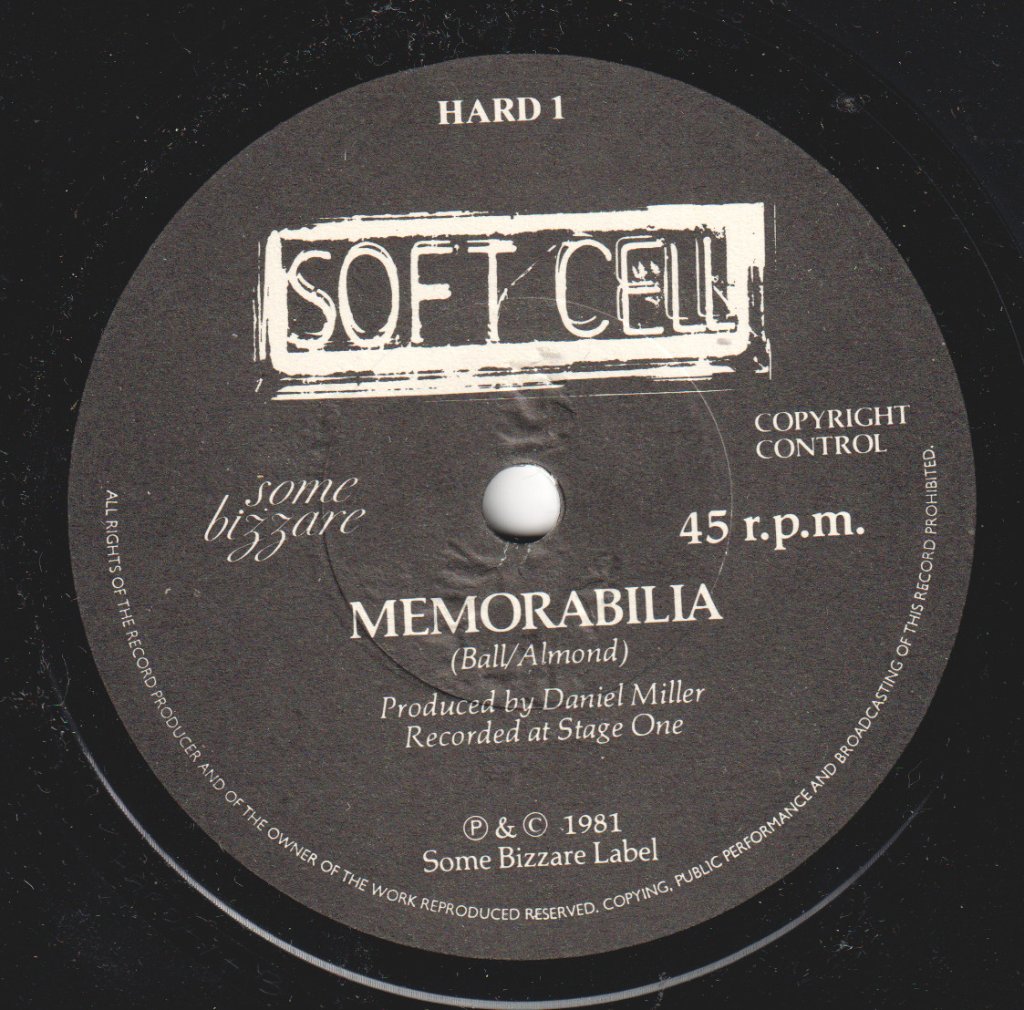 HARD 1
SOFT CELL
COPYRIGHT
CONTROL
some
bizzare
45 r.p.m.
MEMORABILIA
(Ball/Almond)
Produced by Daniel Miller
Recorded at Stage One
Ⓟ & © 1981
Some Bizzare Label
ALL RIGHTS OF THE RECORD PRODUCER AND OF THE OWNER OF THE WORK REPRODUCED RESERVED. COPYING, PUBLIC PERFORMANCE AND BROADCASTING OF THIS RECORD PROHIBITED.